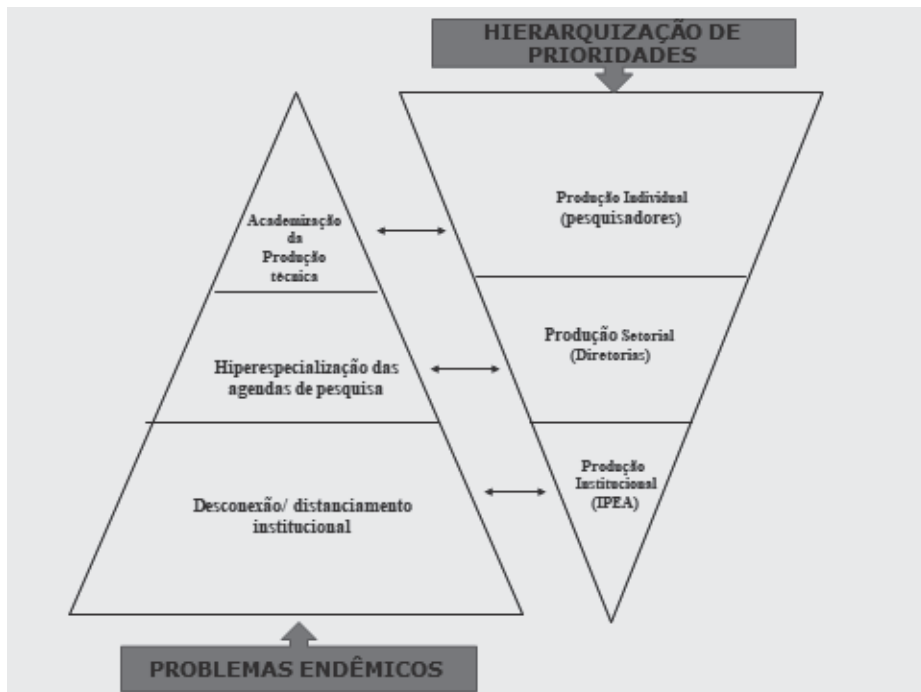 HIERARQUIZAÇÃO DE
PRIORIDADES
Academização
da
Produção
técnica
Produção Individual
(pesquisadores)
Hiperespecialização das
agendas de pesquisa
Produção Setorial
(Diretorias)
Desconexão/ distanciamento
institucional
Produção
Institucional
(IPEA)
PROBLEMAS ENDÊMICOS